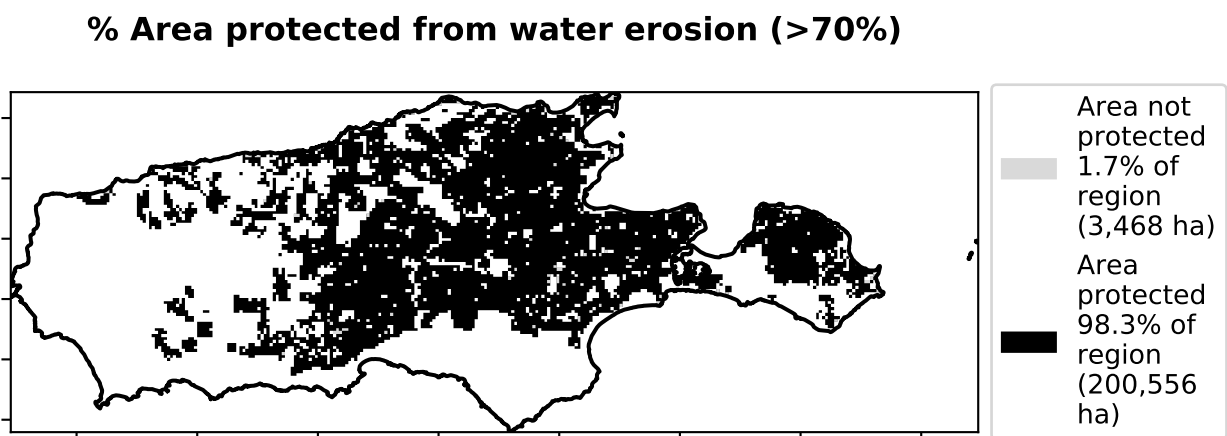 % Area protected from water erosion (>70%)
Area not
protected
1.7% of
region
(3,468 ha)
Area
protected
98.3% of
region
(200,556
ha)